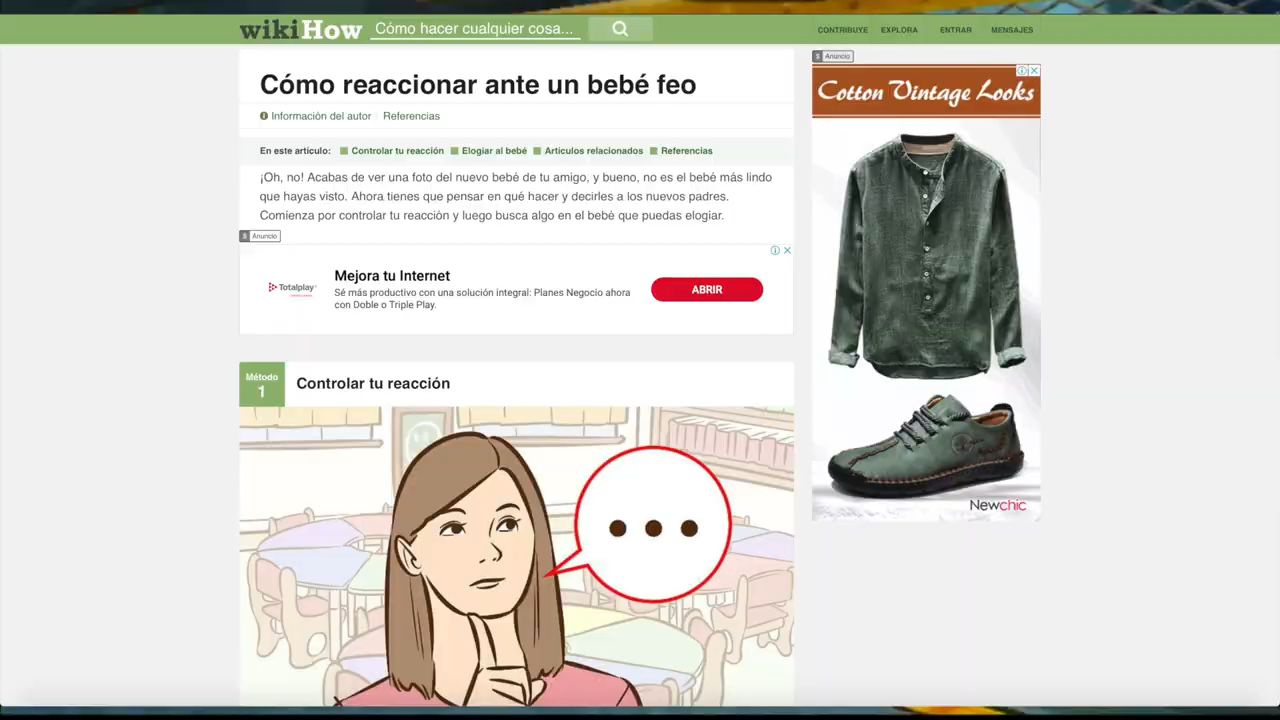 wikiHow
Cómo hacer cualquier cosa...
CONTRIBUYE EXPLORA ENTRAR MENSAJES
Cómo reaccionar ante un bebé feo
Información del autor Referencias
En este artículo: Controlar tu reacción Elogiar al bebé Artículos relacionados Referencias
¡Oh, no! Acabas de ver una foto del nuevo bebé de tu amigo, y bueno, no es el bebé más lindo
que hayas visto. Ahora tienes que pensar en qué hacer y decirles a los nuevos padres.
Comienza por controlar tu reacción y luego busca algo en el bebé que puedas elogiar.
$ Anuncio
Totalplay
Mejora tu Internet
Sé más productivo con una solución integral: Planes Negocio ahora
con Doble o Triple Play.
ABRIR
Método
1
Controlar tu reacción
...
$ Anuncio
Cotton Vintage Looks
Newchic